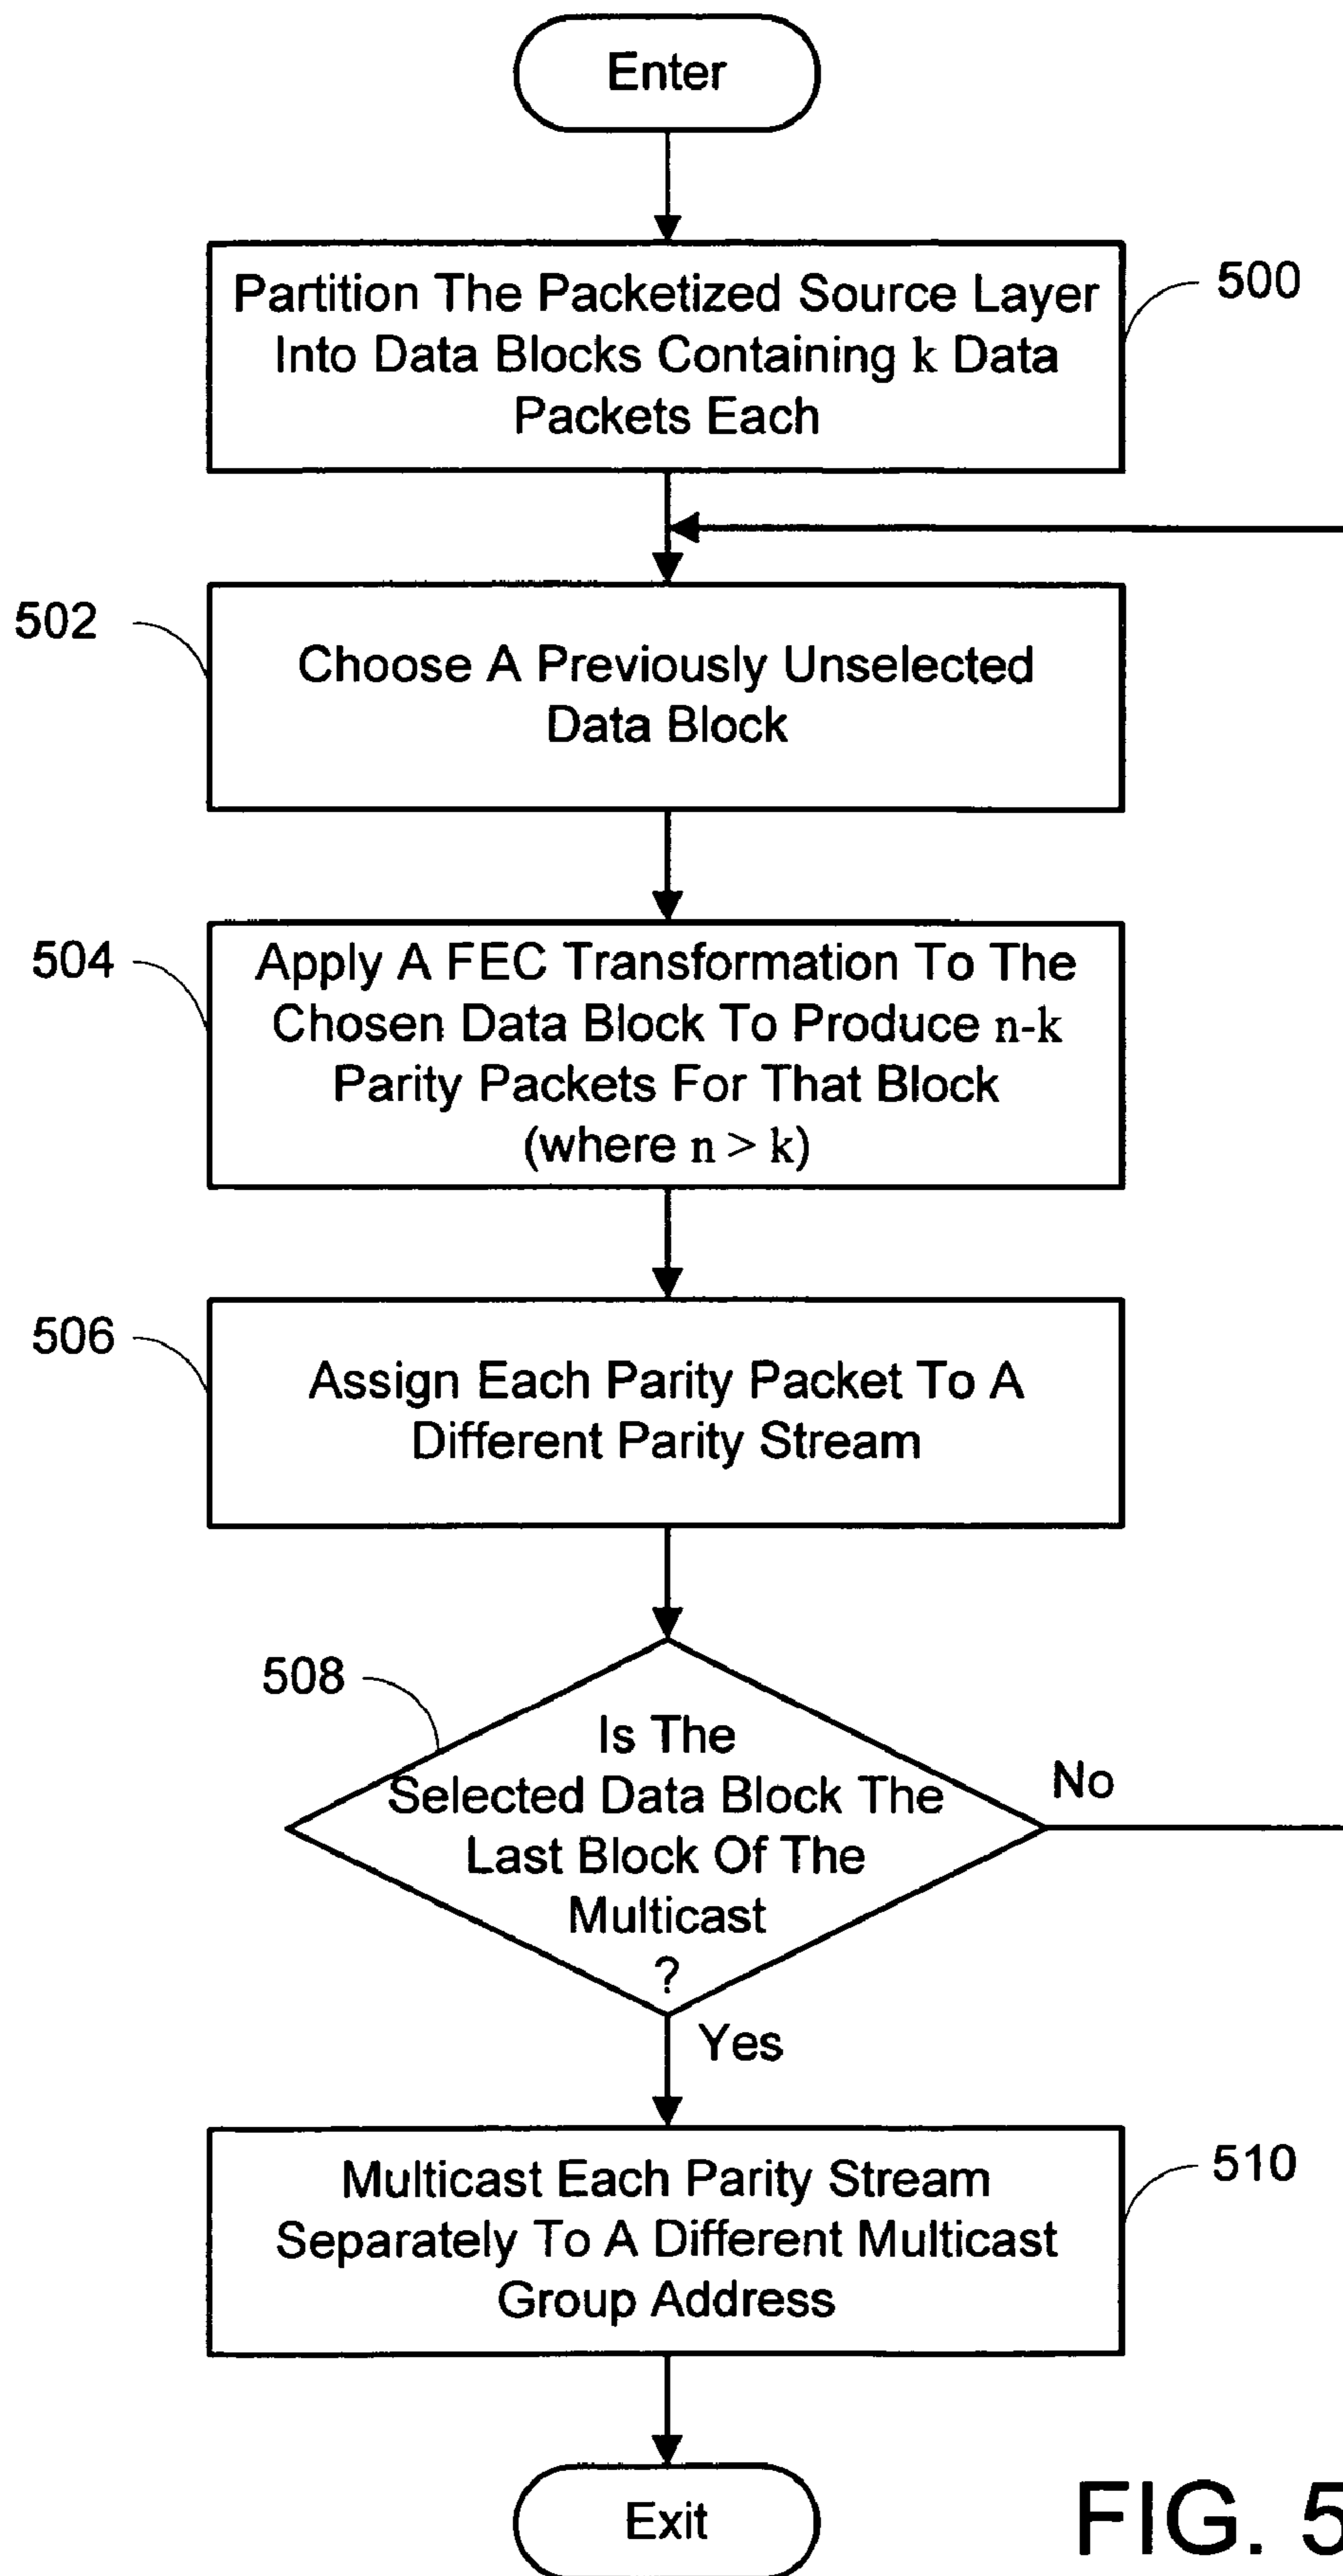 Enter
Partition The Packetized Source Layer
Into Data Blocks Containing k Data
Packets Each
500
502
Choose A Previously Unselected
Data Block
504
Apply A FEC Transformation To The
Chosen Data Block To Produce n-k
Parity Packets For That Block
(where n > k)
506
Assign Each Parity Packet To A
Different Parity Stream
508
Is The
Selected Data Block The
Last Block Of The
Multicast
?
No
Yes
Multicast Each Parity Stream
Separately To A Different Multicast
Group Address
510
Exit
FIG. 5